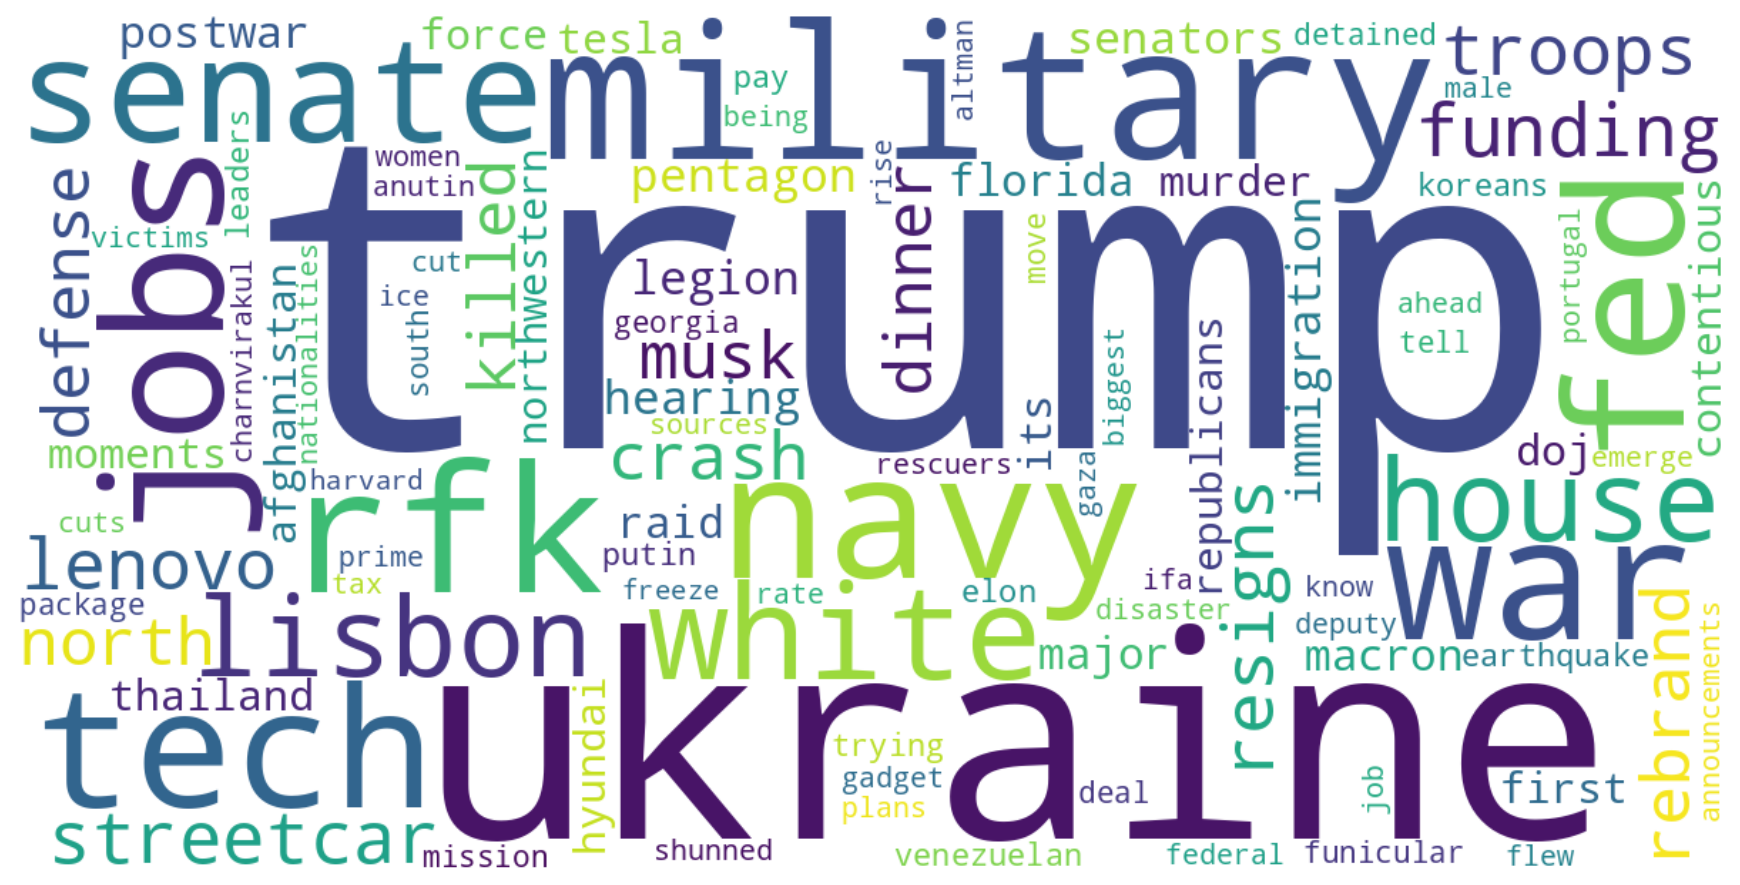 postwar
force
tesla
senators
detained
troops
senate
military
pay
being
altman
male
funding
leaders
women
anutin
pentagon
rise
florida
murder
koreans
defense
jobs
victims
trump
killed
northwestern
dinner
move
immigration
fed
portugal
contentious
charnvirakul
afghanistan
nationalities
cut
ice
southe
legion
georgia
musk
hearing
sources
biggest
republicans
ahead
tell
moments
crash
rescuers
its
gaza
doj
emerge
harvard
rfk
navy
house
cuts
lenovo
prime
tax
raid
putin
freeze
rate
elon
ifa
disaster
resigns
know
deputy
war
package
north
lisbon
white
major
macron
earthquake
rebrand
announcements
thailand
tech
ukraine
hyundai
trying
gadget
plans
deal
job
first
streetcar
mission
shunned
venezuelan
federal
funicular
flew